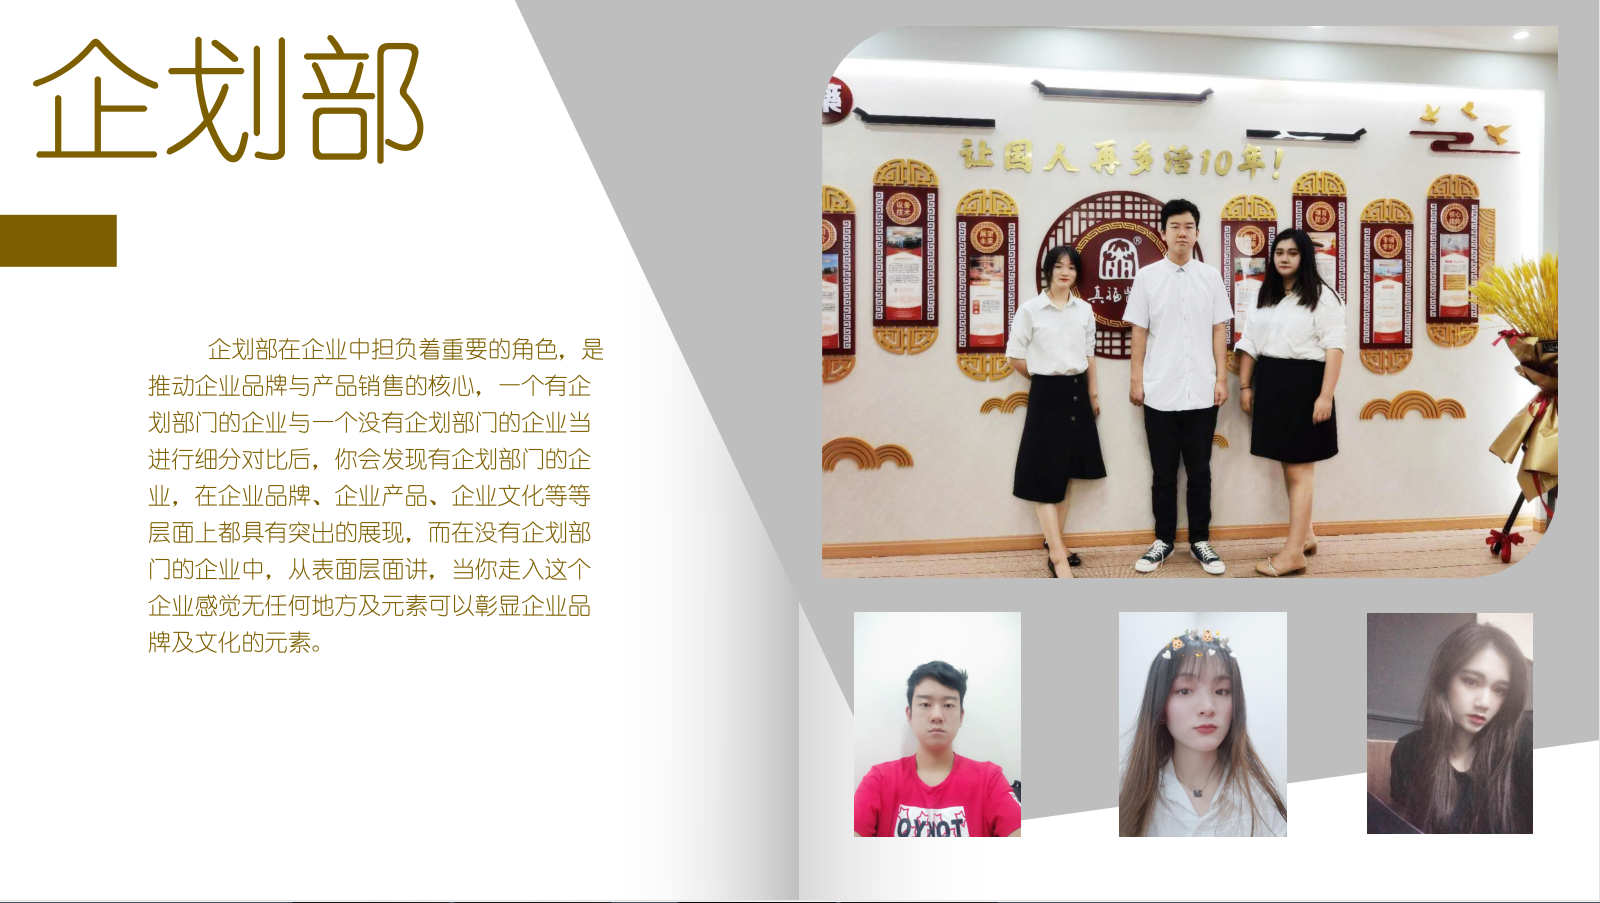 企划部
企划部在企业中担负着重要的角色，是
推动企业品牌与产品销售的核心，一个有企
划部门的企业与一个没有企划部门的企业当
进行细分对比后，你会发现有企划部门的企
业，在企业品牌、企业产品、企业文化等等
层面上都具有突出的展现，而在没有企划部
门的企业中，从表面层面讲，当你走入这个
企业感觉无任何地方及元素可以彰显企业品
牌及文化的元素。
让国人再多活10年！
设备
技术